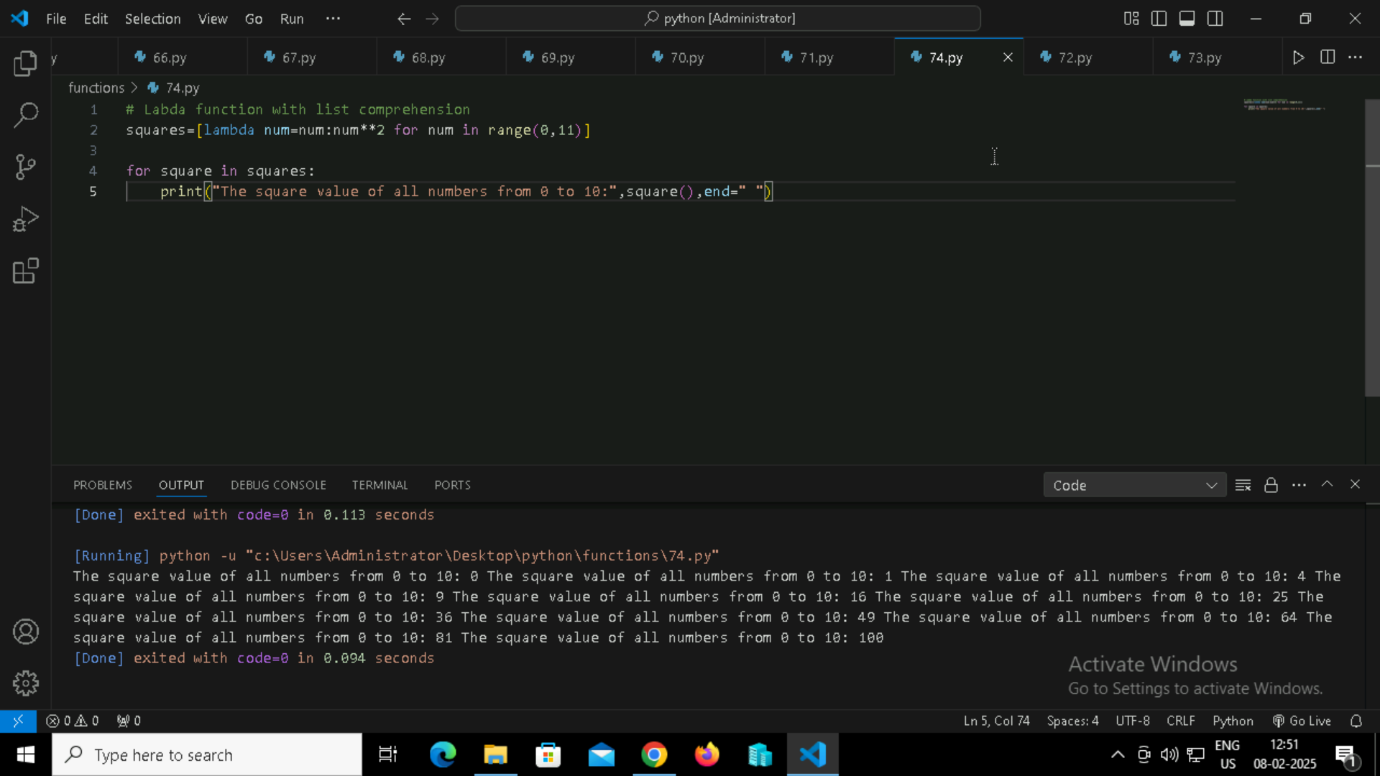 File Edit Selection View Go Run ··· python [Administrator]
y 66.py 67.py 68.py 69.py 70.py 71.py 74.py 72.py 73.py
functions > 74.py
1 # Labda function with list comprehension
2 squares=[lambda num=num:num**2 for num in range(0,11)]
3
4 for square in squares:
5     print("The square value of all numbers from 0 to 10:",square(),end=" ")
PROBLEMS OUTPUT DEBUG CONSOLE TERMINAL PORTS Code
[Done] exited with code=0 in 0.113 seconds
[Running] python -u "c:\Users\Administrator\Desktop\python\functions\74.py"
The square value of all numbers from 0 to 10: 0 The square value of all numbers from 0 to 10: 1 The square value of all numbers from 0 to 10: 4 The
square value of all numbers from 0 to 10: 9 The square value of all numbers from 0 to 10: 16 The square value of all numbers from 0 to 10: 25 The
square value of all numbers from 0 to 10: 36 The square value of all numbers from 0 to 10: 49 The square value of all numbers from 0 to 10: 64 The
square value of all numbers from 0 to 10: 81 The square value of all numbers from 0 to 10: 100
[Done] exited with code=0 in 0.094 seconds
Activate Windows
Go to Settings to activate Windows.
0 0 0 Ln 5, Col 74 Spaces: 4 UTF-8 CRLF Python Go Live
Type here to search ENG 12:51
US 08-02-2025 1